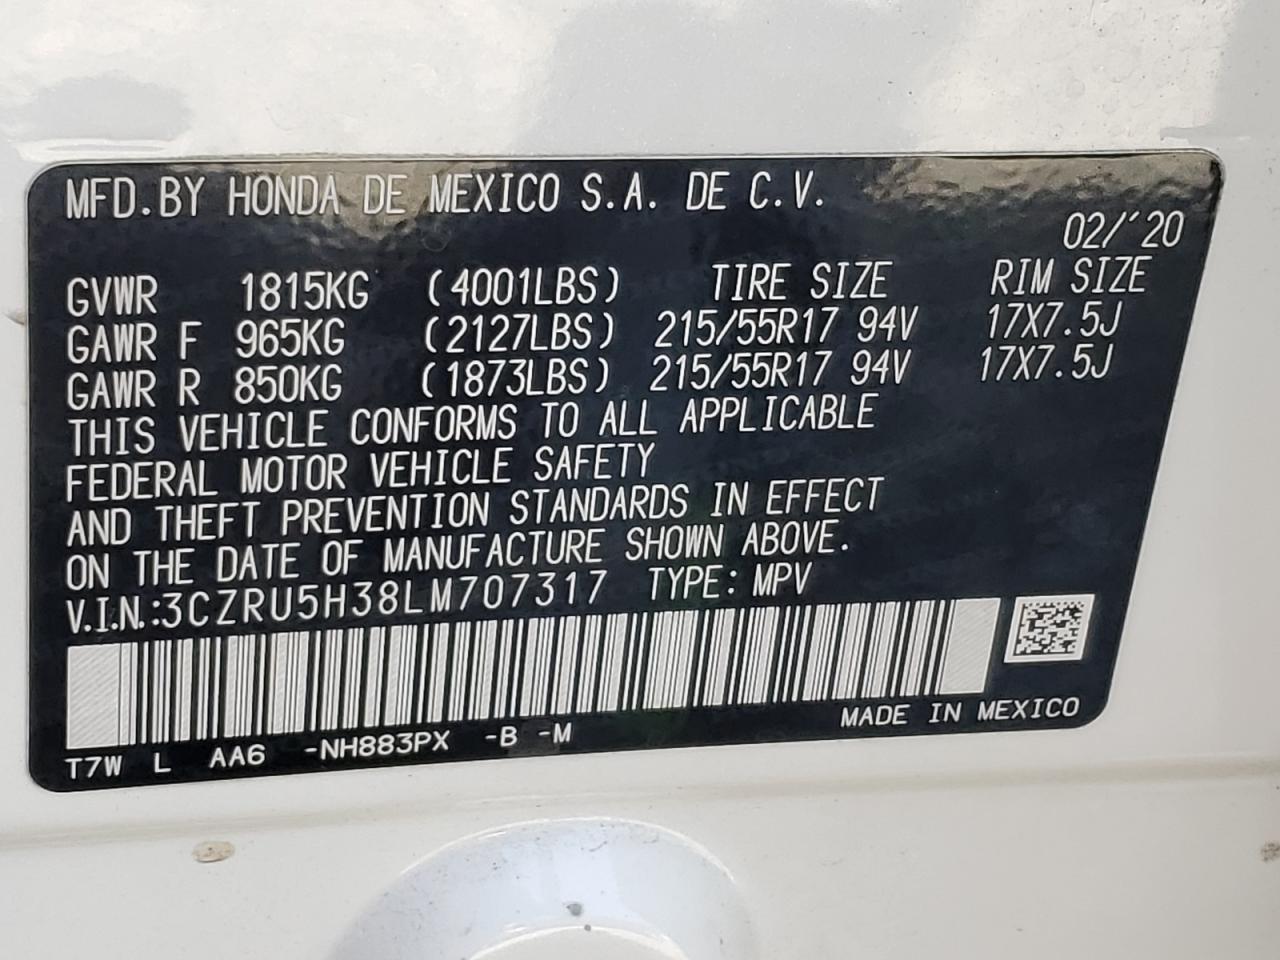 MFD.BY HONDA DE MEXICO S.A. DE C.V.
02/'20
GVWR 1815KG (4001LBS) TIRE SIZE RIM SIZE
GAWR F 965KG (2127LBS) 215/55R17 94V 17X7.5J
GAWR R 850KG (1873LBS) 215/55R17 94V 17X7.5J
THIS VEHICLE CONFORMS TO ALL APPLICABLE
FEDERAL MOTOR VEHICLE SAFETY
AND THEFT PREVENTION STANDARDS IN EFFECT
ON THE DATE OF MANUFACTURE SHOWN ABOVE.
V.I.N.:3CZRU5H38LM707317 TYPE: MPV
MADE IN MEXICO
T7W L AA6 -NH883PX -B -M